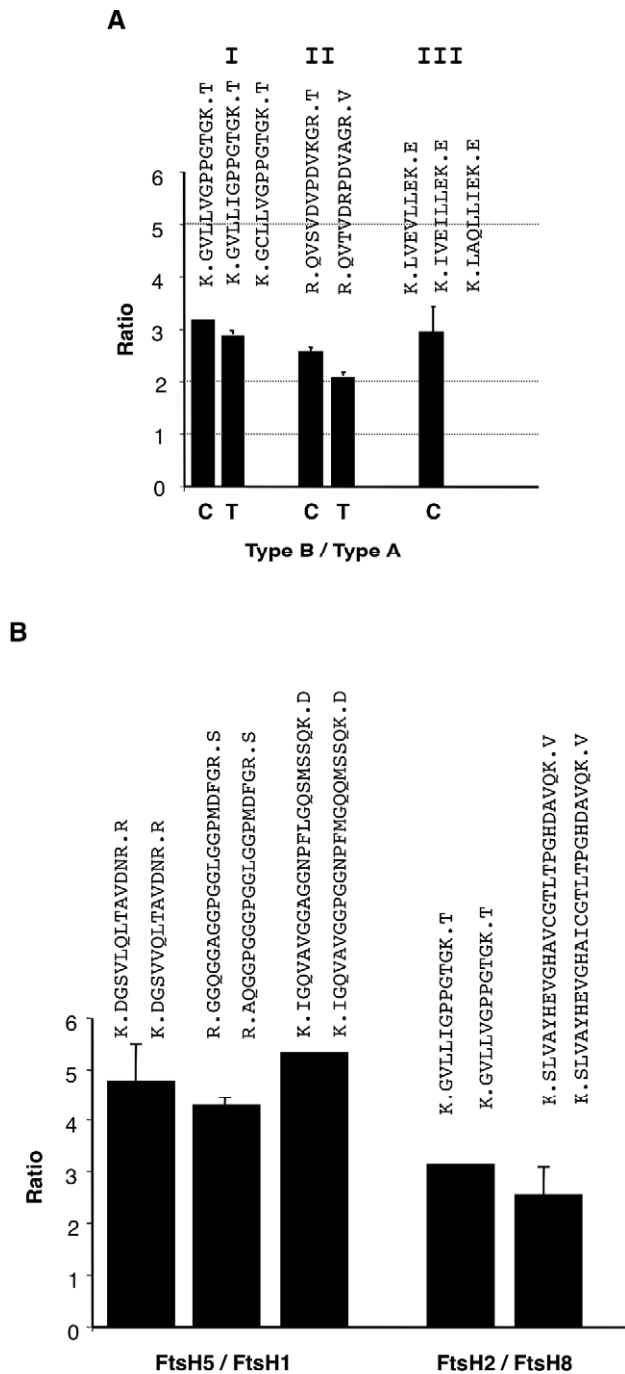 A
I II III
K.GVLLVGPPGTGK.T
K.GVLLIGPPGTGK.T
K.GCLLVGPPGTGK.T
R.QVSVDVPDVKGR.T
R.QVTVDRPDVAGR.V
K.LVEVLLEK.E
K.IVEILLEK.E
K.LAQLLIEK.E
6
5
4
3
2
1
0
Ratio
C T C T C
Type B / Type A
B
K.DGSVLQLTAVDNR.R
K.DGSVVQLTAVDNR.R
R.GGQGGAGGPGGLGGPMDFGR.S
R.AQGGPGGGPGGLGGPMDFGR.S
K.IGQVAVGGAGGNPFLGQSMSSQK.D
K.IGQVAVGGPGGNPFMGQQMSSQK.D
K.GVLLIGPPGTGK.T
K.GVLLVGPPGTGK.T
K.SLVAYHEVGHAVCGTLTPGHDAVQK.V
K.SLVAYHEVGHAICGTLTPGHDAVQK.V
6
5
4
3
2
1
0
Ratio
FtsH5 / FtsH1 FtsH2 / FtsH8